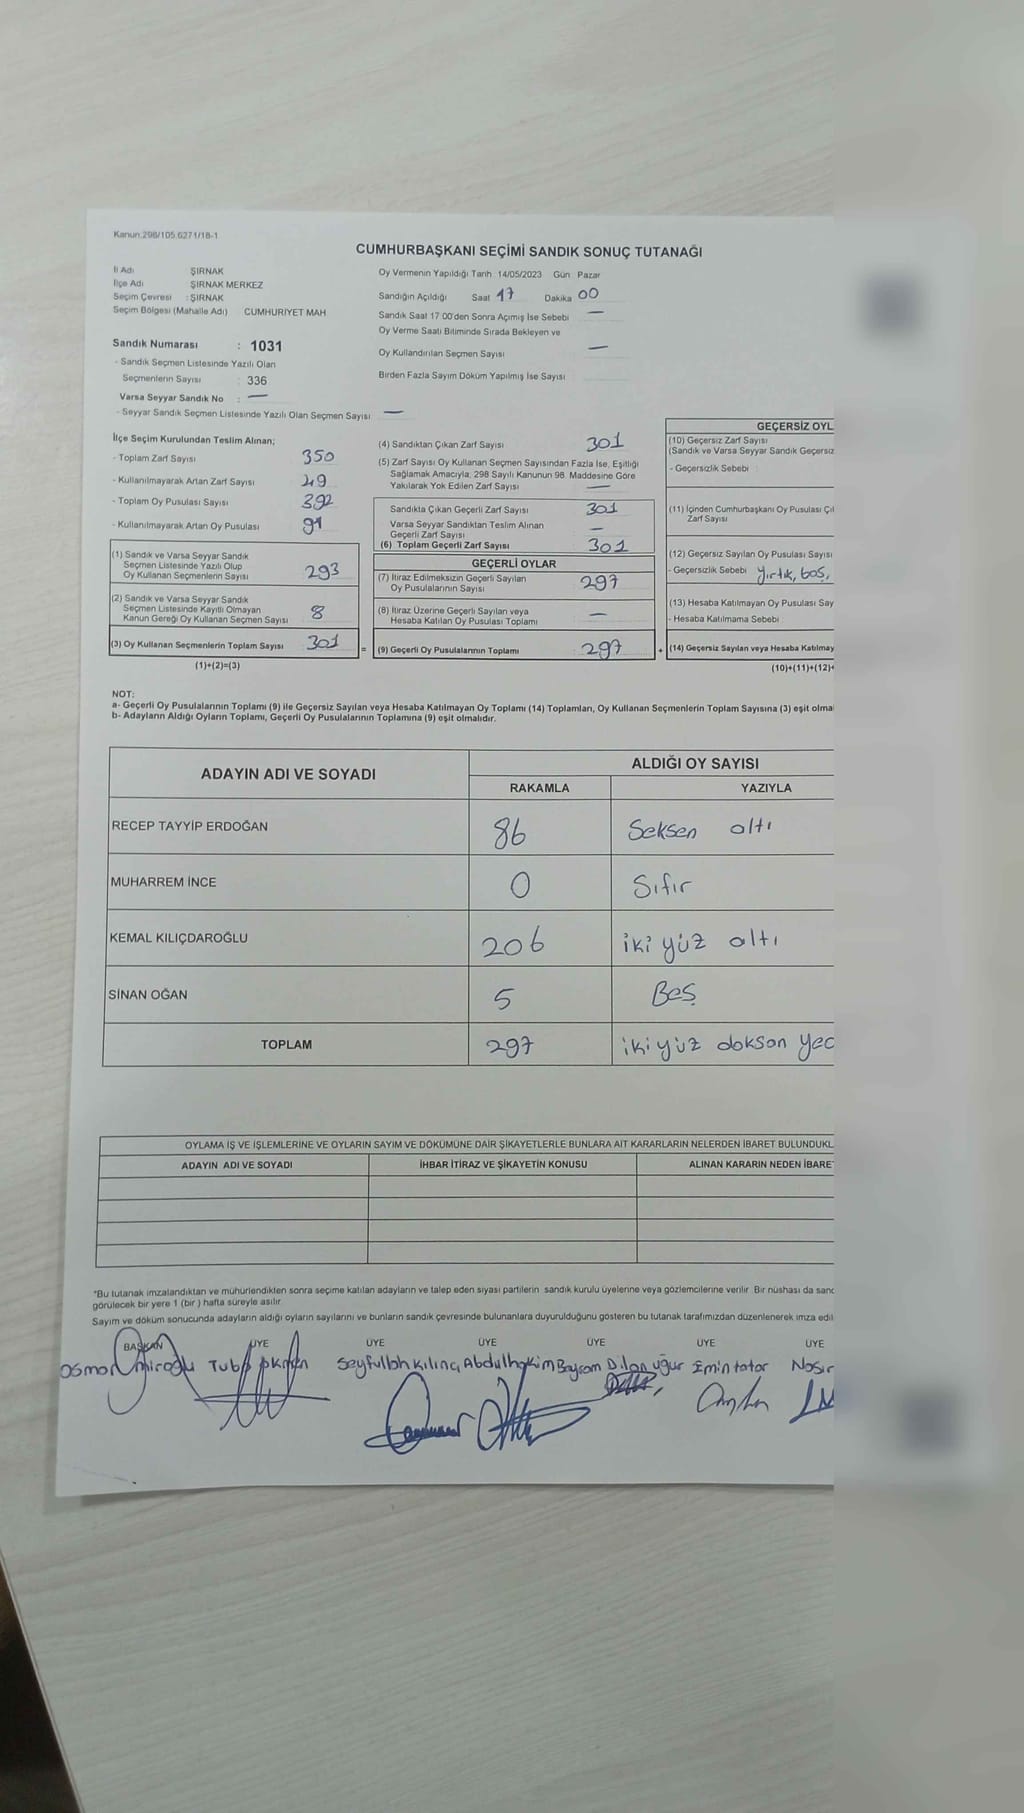 Kanun:298/105.6271/18-1
CUMHURBAŞKANI SEÇİMİ SANDIK SONUÇ TUTANAĞI
İl Adı ŞIRNAK
İlçe Adı ŞIRNAK MERKEZ
Seçim Çevresi : ŞIRNAK
Seçim Bölgesi (Mahalle Adı) CUMHURİYET MAH
Sandık Numarası : 1031
- Sandık Seçmen Listesinde Yazılı Olan
Seçmenlerin Sayısı : 336
Varsa Seyyar Sandık No : —
- Seyyar Sandık Seçmen Listesinde Yazılı Olan Seçmen Sayısı —
Oy Vermenin Yapıldığı Tarih 14/05/2023 Gün Pazar
Sandığın Açıldığı Saat 17 Dakika 00
Sandık Saat 17 00'den Sonra Açımış İse Sebebi —
Oy Verme Saati Bitiminde Sırada Bekleyen ve
Oy Kullandırılan Seçmen Sayısı —
Birden Fazla Sayım Döküm Yapılmış İse Sayısı
İlçe Seçim Kurulundan Teslim Alınan;
- Toplam Zarf Sayısı 350
- Kullanılmayarak Artan Zarf Sayısı 49
- Toplam Oy Pusulası Sayısı 392
- Kullanılmayarak Artan Oy Pusulası 91
(1) Sandık ve Varsa Seyyar Sandık
Seçmen Listesinde Yazılı Olup
Oy Kullanan Seçmenlerin Sayısı 293
(2) Sandık ve Varsa Seyyar Sandık
Seçmen Listesinde Kayıtlı Olmayan
Kanun Gereği Oy Kullanan Seçmen Sayısı 8
(3) Oy Kullanan Seçmenlerin Toplam Sayısı 301
(1)+(2)=(3)
(4) Sandıktan Çıkan Zarf Sayısı 301
(5) Zarf Sayısı Oy Kullanan Seçmen Sayısından Fazla İse, Eşitliği
Sağlamak Amacıyla, 298 Sayılı Kanunun 98. Maddesine Göre
Yakılarak Yok Edilen Zarf Sayısı —
Sandıkta Çıkan Geçerli Zarf Sayısı 301
Varsa Seyyar Sandıktan Teslim Alınan
Geçerli Zarf Sayısı —
(6) Toplam Geçerli Zarf Sayısı 301
GEÇERLİ OYLAR
(7) İtiraz Edilmeksizin Geçerli Sayılan
Oy Pusulalarının Sayısı 297
(8) İtiraz Üzerine Geçerli Sayılan veya
Hesaba Katılan Oy Pusulası Toplamı —
= (9) Geçerli Oy Pusulalarının Toplamı 297 +
GEÇERSİZ OYL
(10) Geçersiz Zarf Sayısı
(Sandık ve Varsa Seyyar Sandık Geçersiz
- Geçersizlik Sebebi
(11) İçinden Cumhurbaşkanı Oy Pusulası Çı
Zarf Sayısı
(12) Geçersiz Sayılan Oy Pusulası Sayısı
- Geçersizlik Sebebi Yırtık, boş,
(13) Hesaba Katılmayan Oy Pusulası Say
- Hesaba Katılmama Sebebi
(14) Geçersiz Sayılan veya Hesaba Katılmay
(10)+(11)+(12)+
NOT:
a- Geçerli Oy Pusulalarının Toplamı (9) ile Geçersiz Sayılan veya Hesaba Katılmayan Oy Toplamı (14) Toplamları, Oy Kullanan Seçmenlerin Toplam Sayısına (3) eşit olma
b- Adayların Aldığı Oyların Toplamı, Geçerli Oy Pusulalarının Toplamına (9) eşit olmalıdır.
ADAYIN ADI VE SOYADI ALDIĞI OY SAYISI
RAKAMLA YAZIYLA
RECEP TAYYİP ERDOĞAN 86 Seksen altı
MUHARREM İNCE 0 Sıfır
KEMAL KILIÇDAROĞLU 206 iki yüz altı
SİNAN OĞAN 5 Beş
TOPLAM 297 iki yüz doksan yed
OYLAMA İŞ VE İŞLEMLERİNE VE OYLARIN SAYIM VE DÖKÜMÜNE DAİR ŞİKAYETLERLE BUNLARA AİT KARARLARIN NELERDEN İBARET BULUNDUKL
ADAYIN ADI VE SOYADI İHBAR İTİRAZ VE ŞİKAYETİN KONUSU ALINAN KARARIN NEDEN İBARET
*Bu tutanak imzalandıktan ve mühürlendikten sonra seçime katılan adayların ve talep eden siyasi partilerin sandık kurulu üyelerine veya gözlemcilerine verilir Bir nüshası da sand
görülecek bir yere 1 (bir) hafta süreyle asılır
Sayım ve döküm sonucunda adayların aldığı oyların sayılarını ve bunların sandık çevresinde bulunanlara duyurulduğunu gösteren bu tutanak tarafımızdan düzenlenerek imza edil
BAŞKAN ÜYE ÜYE ÜYE ÜYE ÜYE ÜYE
Osman Seyfullah Kılınç Abdulhakim Bayram Dilan Uğur Emin tatar Nasır